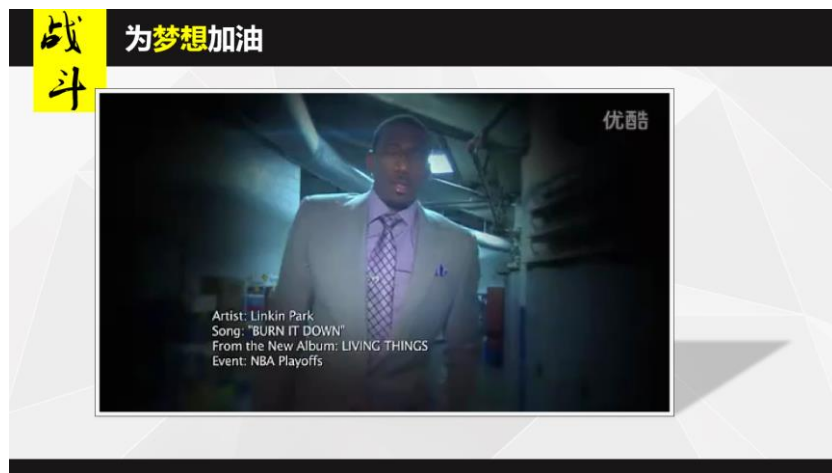 战
斗
为梦想加油
优酷
Artist: Linkin Park
Song: "BURN IT DOWN"
From the New Album: LIVING THINGS
Event: NBA Playoffs